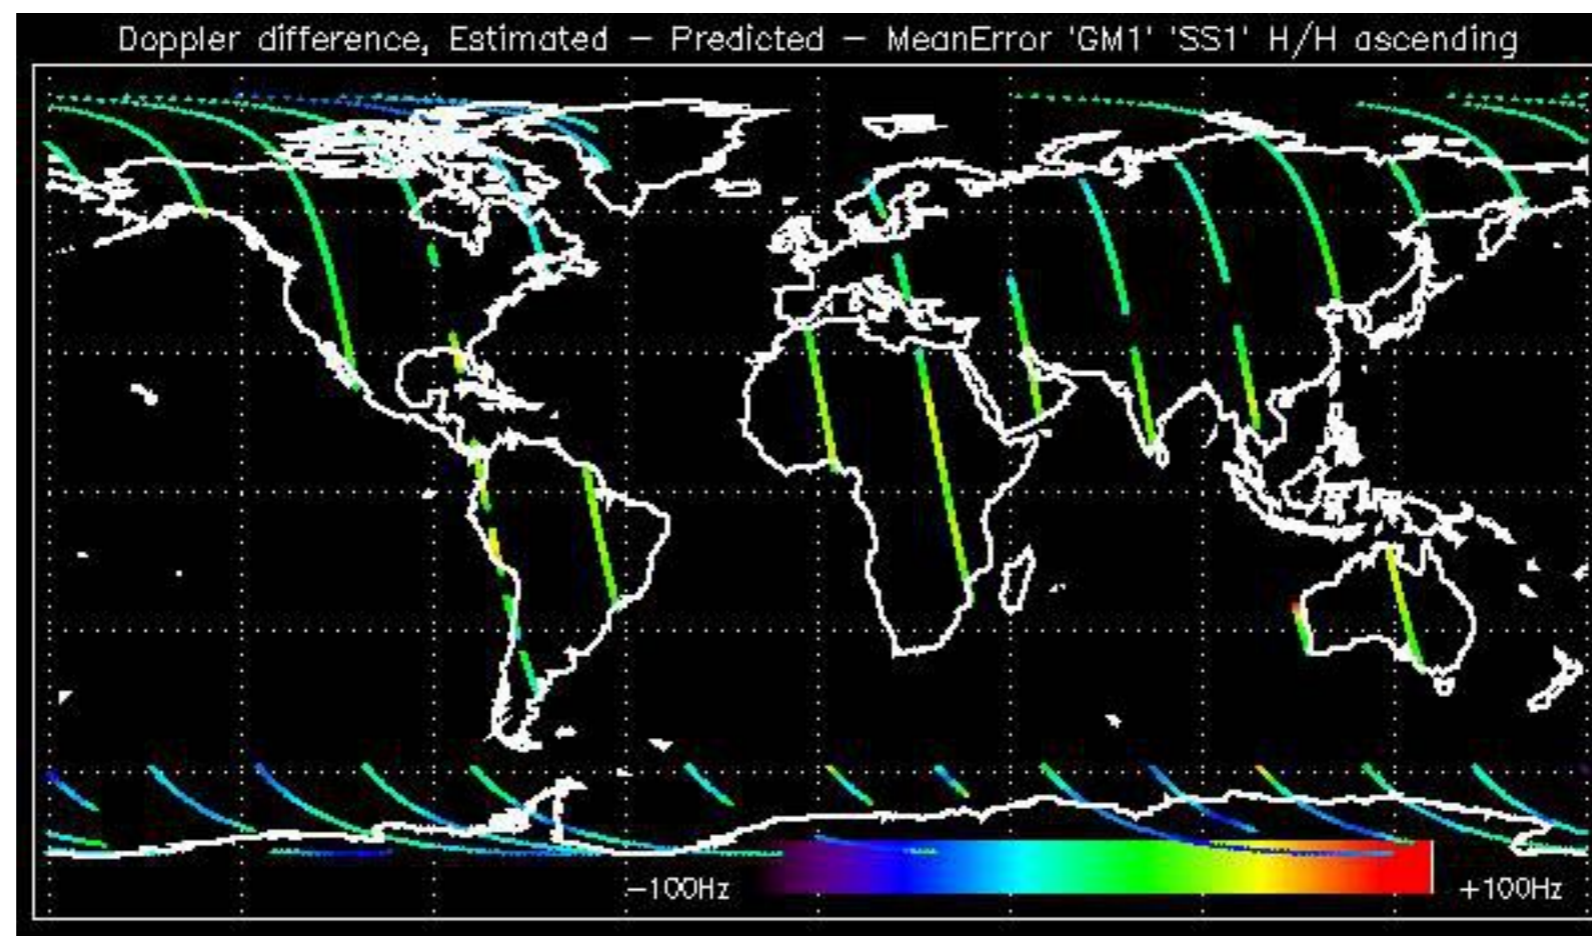 Doppler difference, Estimated − Predicted − MeanError 'GM1' 'SS1' H/H ascending
−100Hz +100Hz